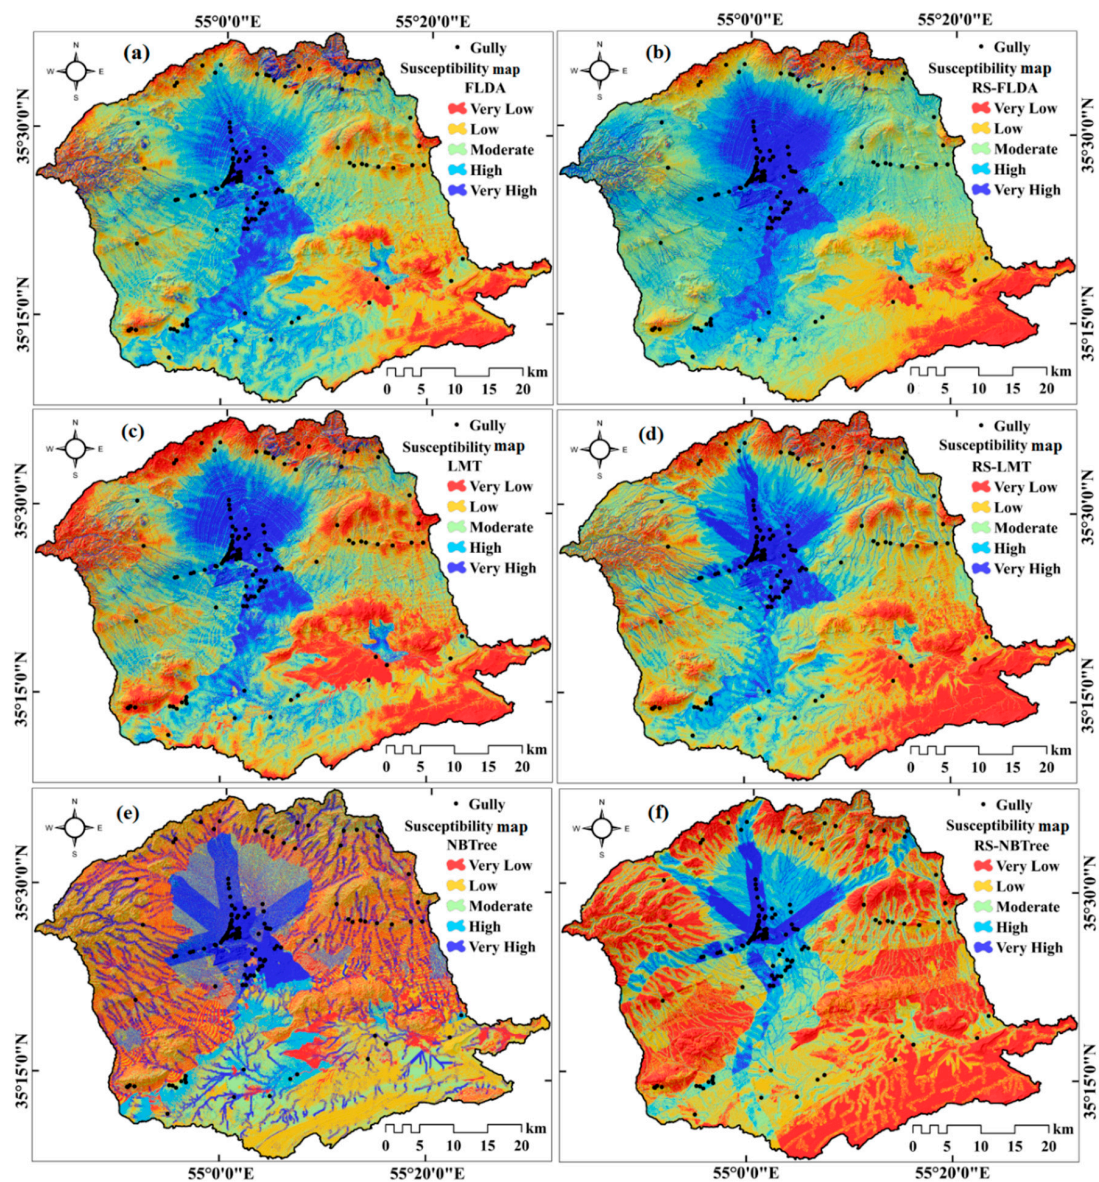 55°0'0"E 55°20'0"E 55°0'0"E 55°20'0"E
35°30'0"N
35°15'0"N
(a)
N
W E
S
Gully
Susceptibility map
FLDA
Very Low
Low
Moderate
High
Very High
km
0 5 10 15 20
(b)
N
W E
S
Gully
Susceptibility map
RS-FLDA
Very Low
Low
Moderate
High
Very High
km
0 5 10 15 20
35°30'0"N
35°15'0"N
35°30'0"N
35°15'0"N
(c)
N
W E
S
Gully
Susceptibility map
LMT
Very Low
Low
Moderate
High
Very High
km
0 5 10 15 20
(d)
N
W E
S
Gully
Susceptibility map
RS-LMT
Very Low
Low
Moderate
High
Very High
km
0 5 10 15 20
35°30'0"N
35°15'0"N
35°30'0"N
35°15'0"N
(e)
N
W E
S
Gully
Susceptibility map
NBTree
Very Low
Low
Moderate
High
Very High
km
0 5 10 15 20
(f)
N
W E
S
Gully
Susceptibility map
RS-NBTree
Very Low
Low
Moderate
High
Very High
km
0 5 10 15 20
35°30'0"N
35°15'0"N
55°0'0"E 55°20'0"E 55°0'0"E 55°20'0"E